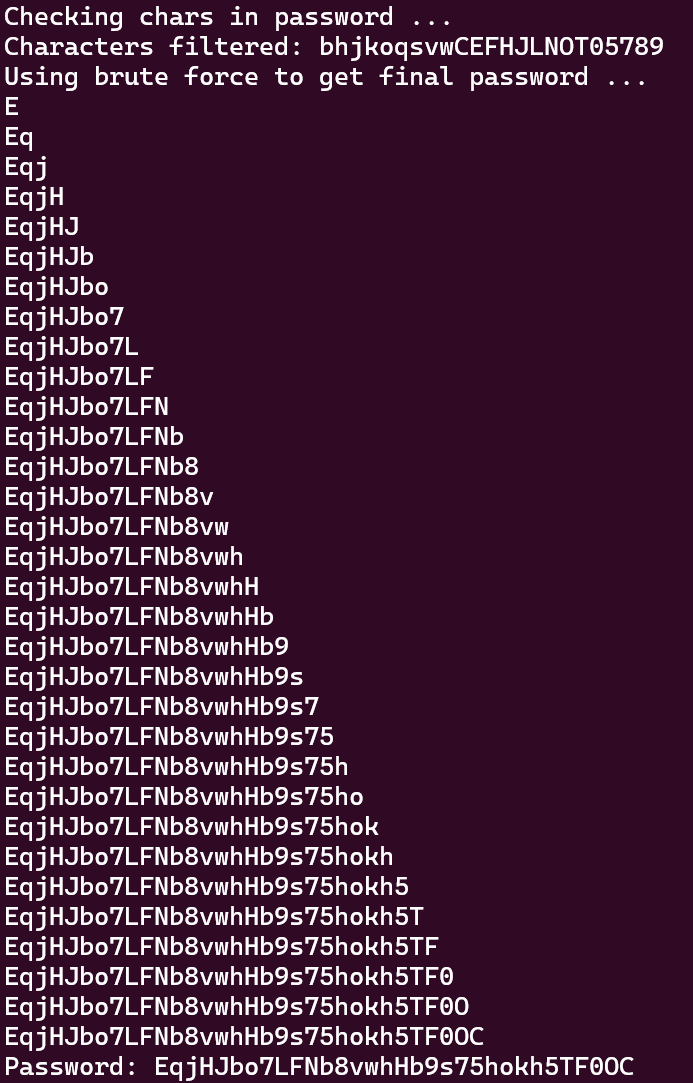 Checking chars in password ...
Characters filtered: bhjkoqsvwCEFHJLNOT05789
Using brute force to get final password ...
E
Eq
Eqj
EqjH
EqjHJ
EqjHJb
EqjHJbo
EqjHJbo7
EqjHJbo7L
EqjHJbo7LF
EqjHJbo7LFN
EqjHJbo7LFNb
EqjHJbo7LFNb8
EqjHJbo7LFNb8v
EqjHJbo7LFNb8vw
EqjHJbo7LFNb8vwh
EqjHJbo7LFNb8vwhH
EqjHJbo7LFNb8vwhHb
EqjHJbo7LFNb8vwhHb9
EqjHJbo7LFNb8vwhHb9s
EqjHJbo7LFNb8vwhHb9s7
EqjHJbo7LFNb8vwhHb9s75
EqjHJbo7LFNb8vwhHb9s75h
EqjHJbo7LFNb8vwhHb9s75ho
EqjHJbo7LFNb8vwhHb9s75hok
EqjHJbo7LFNb8vwhHb9s75hokh
EqjHJbo7LFNb8vwhHb9s75hokh5
EqjHJbo7LFNb8vwhHb9s75hokh5T
EqjHJbo7LFNb8vwhHb9s75hokh5TF
EqjHJbo7LFNb8vwhHb9s75hokh5TF0
EqjHJbo7LFNb8vwhHb9s75hokh5TF0O
EqjHJbo7LFNb8vwhHb9s75hokh5TF0OC
Password: EqjHJbo7LFNb8vwhHb9s75hokh5TF0OC